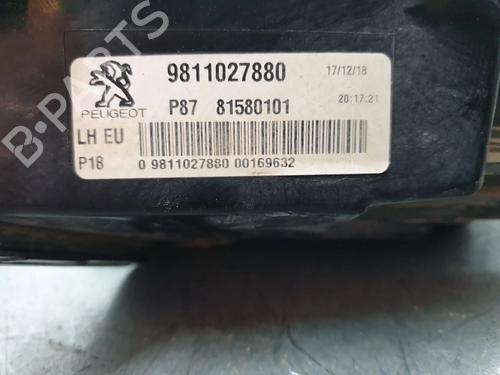 B-PARTS
PEUGEOT
9811027880
17/12/18
P87 81580101
20:17:21
LH EU
P18
0 9811027880 00169632